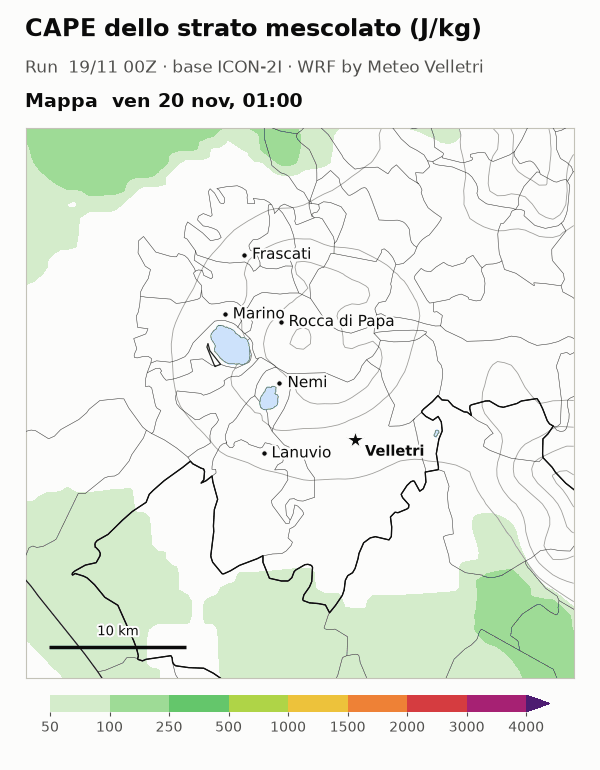 CAPE dello strato mescolato (J/kg)
Run  19/11 00Z · base ICON-2I · WRF by Meteo Velletri
Mappa  ven 20 nov, 01:00
Frascati
Marino
Rocca di Papa
Nemi
Velletri
Lanuvio
10 km
50 100 250 500 1000 1500 2000 3000 4000